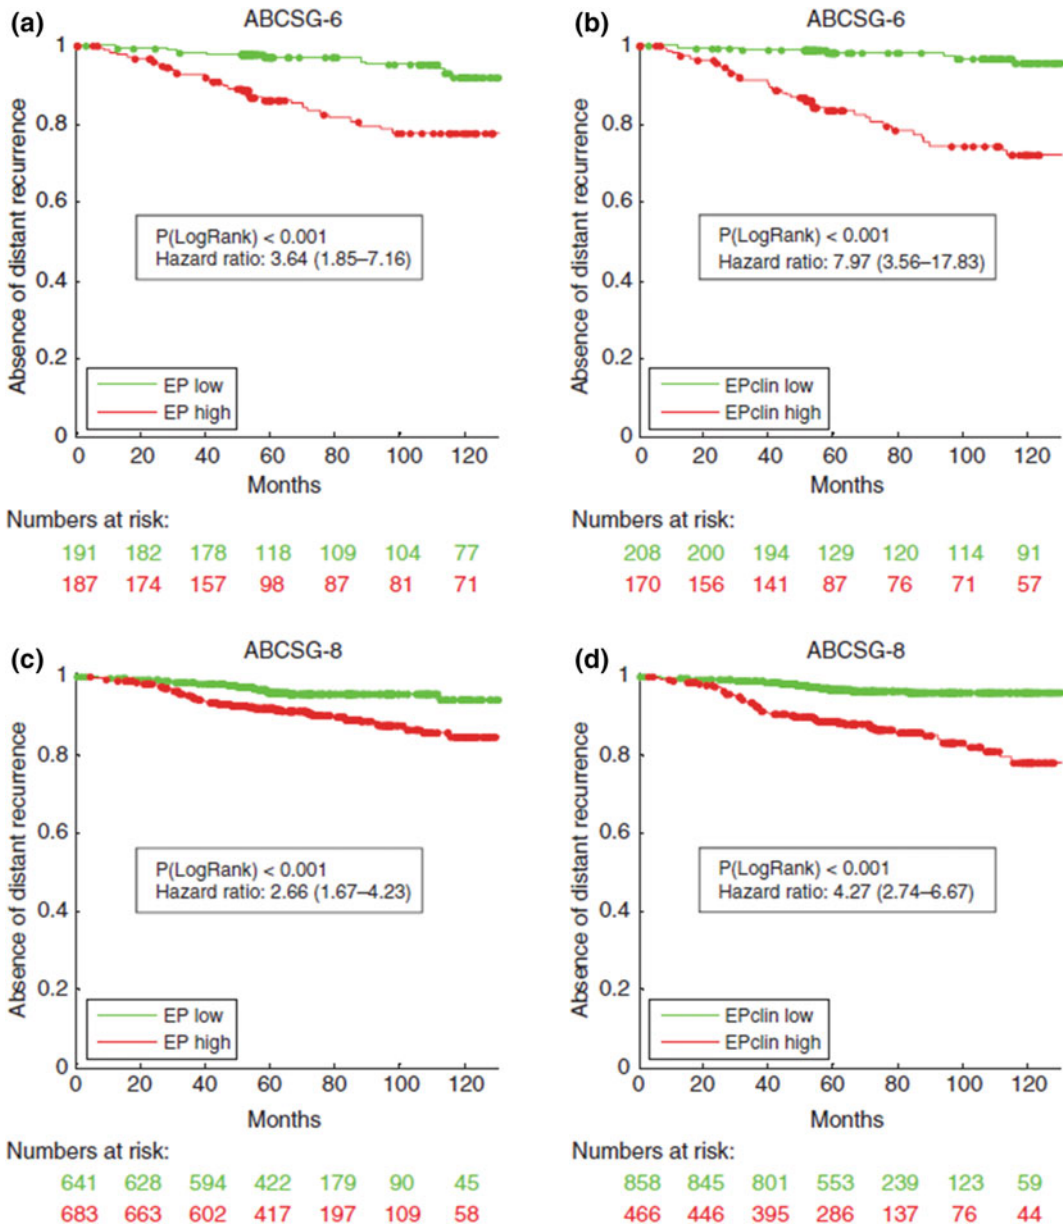 (a)
ABCSG-6
Absence of distant recurrence
1
0.8
0.6
0.4
0.2
0
P(LogRank) < 0.001
Hazard ratio: 3.64 (1.85–7.16)
EP low
EP high
0 20 40 60 80 100 120
Months
Numbers at risk:
191 182 178 118 109 104 77
187 174 157 98 87 81 71
(b)
ABCSG-6
Absence of distant recurrence
1
0.8
0.6
0.4
0.2
0
P(LogRank) < 0.001
Hazard ratio: 7.97 (3.56–17.83)
EPclin low
EPclin high
0 20 40 60 80 100 120
Months
Numbers at risk:
208 200 194 129 120 114 91
170 156 141 87 76 71 57
(c)
ABCSG-8
Absence of distant recurrence
1
0.8
0.6
0.4
0.2
0
P(LogRank) < 0.001
Hazard ratio: 2.66 (1.67–4.23)
EP low
EP high
0 20 40 60 80 100 120
Months
Numbers at risk:
641 628 594 422 179 90 45
683 663 602 417 197 109 58
(d)
ABCSG-8
Absence of distant recurrence
1
0.8
0.6
0.4
0.2
0
P(LogRank) < 0.001
Hazard ratio: 4.27 (2.74–6.67)
EPclin low
EPclin high
0 20 40 60 80 100 120
Months
Numbers at risk:
858 845 801 553 239 123 59
466 446 395 286 137 76 44